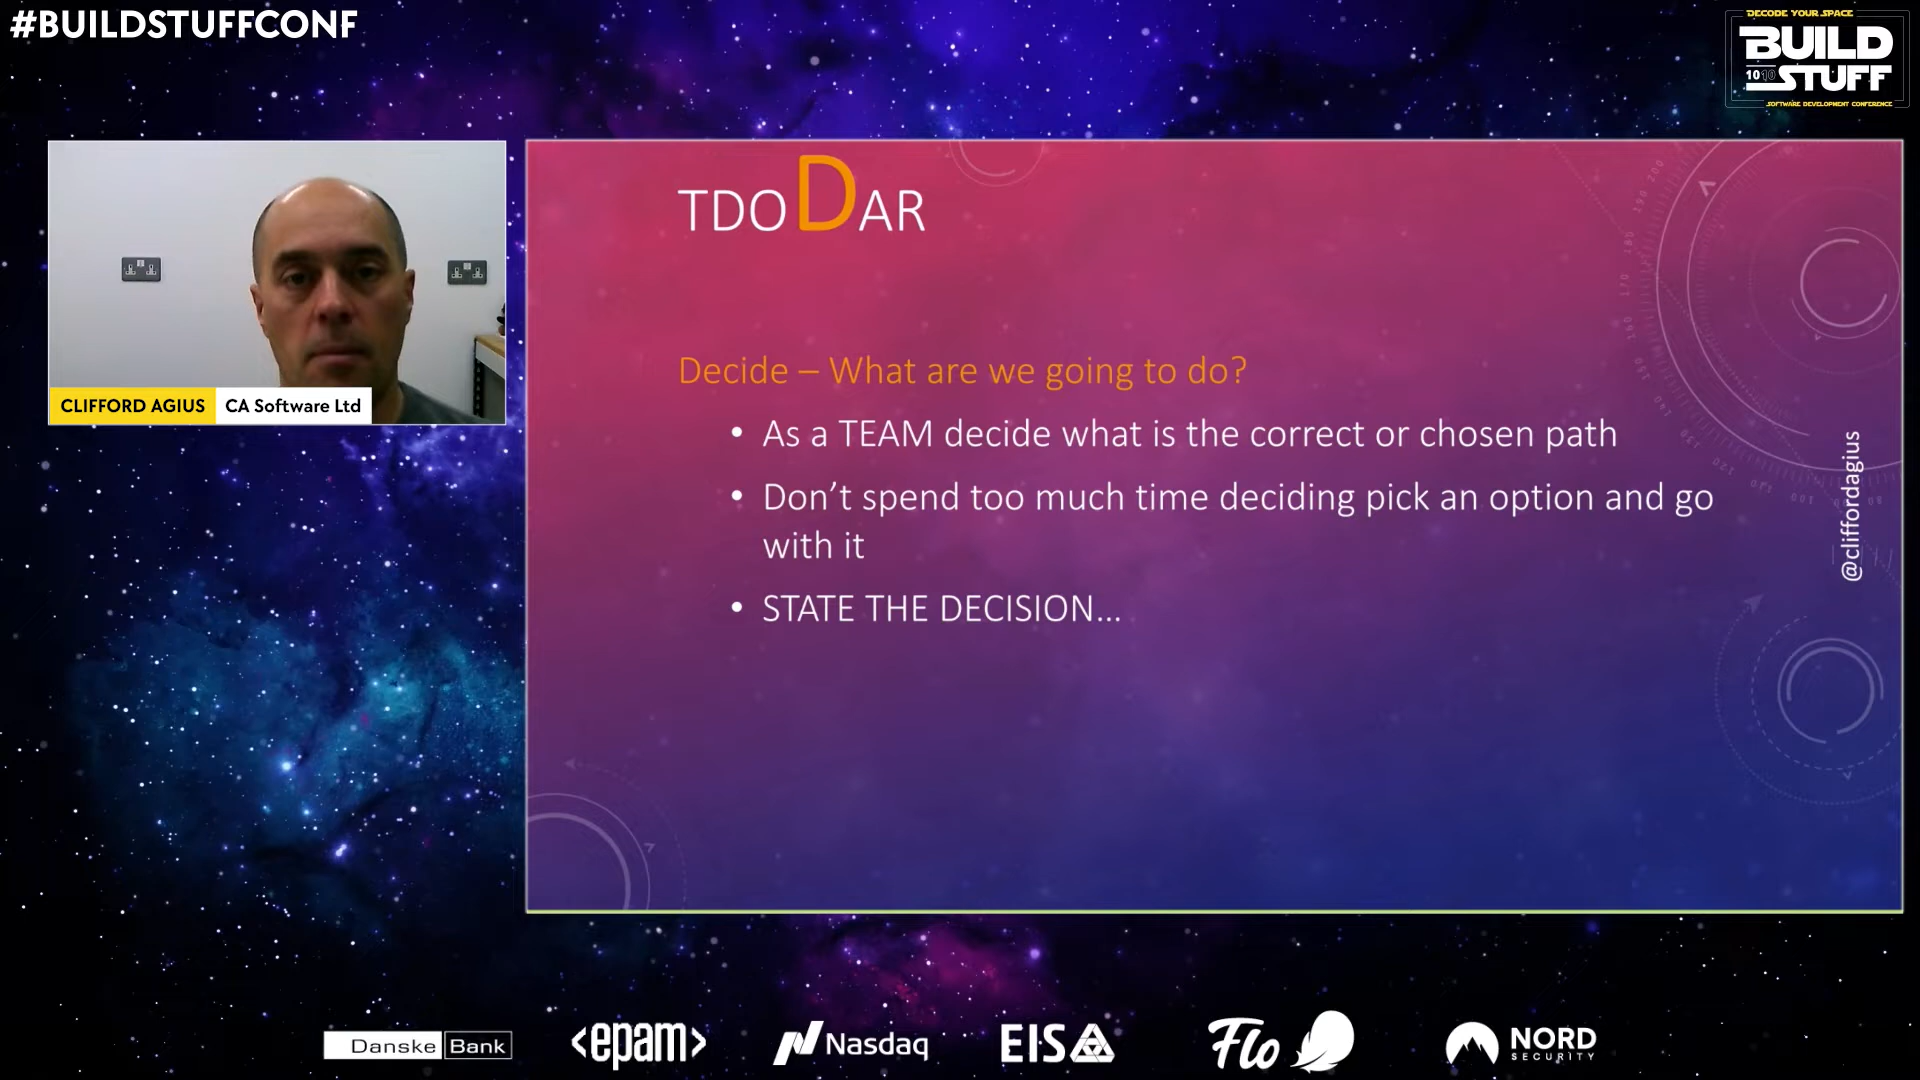 #BUILDSTUFFCONF
DECODE YOUR SPACE
BUILD
1010 STUFF
SOFTWARE DEVELOPMENT CONFERENCE
CLIFFORD AGIUS CA Software Ltd
TDODAR
Decide – What are we going to do?
• As a TEAM decide what is the correct or chosen path
• Don’t spend too much time deciding pick an option and go
with it
• STATE THE DECISION...
@cliffordagius
Danske Bank
<epam>
Nasdaq
EIS
Flo
NORD
SECURITY